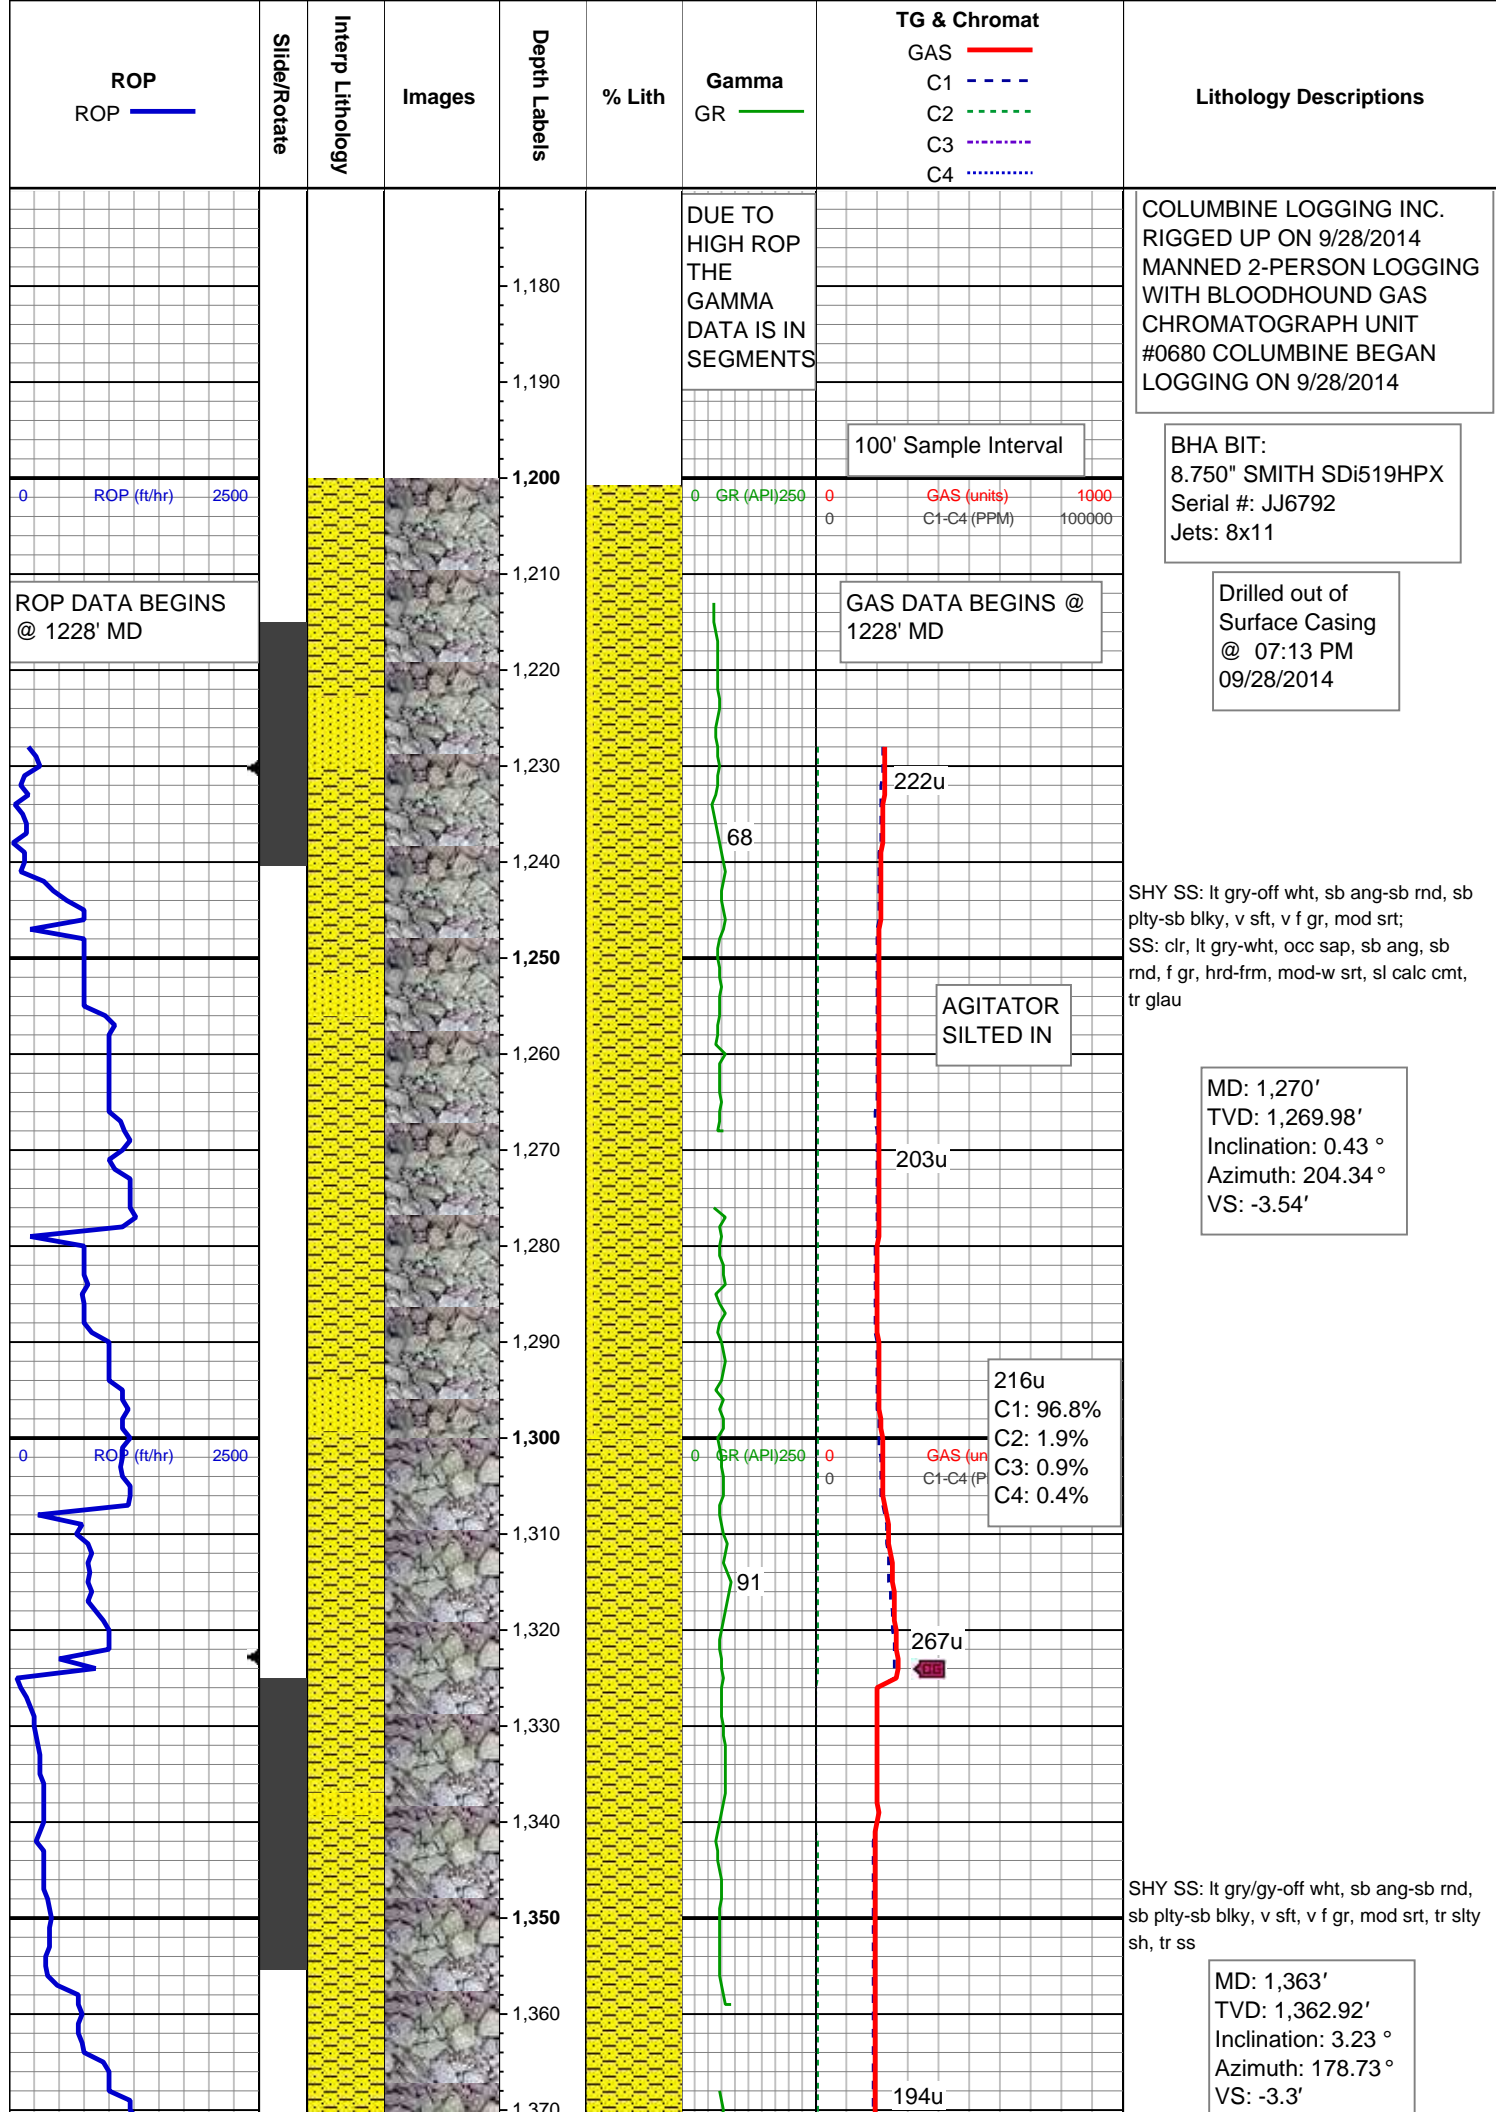 ROP
ROP
Slide/Rotate
Interp Lithology
Images
Depth Labels
% Lith
Gamma
GR
TG & Chromat
GAS
C1
C2
C3
C4
Lithology Descriptions
DUE TO
HIGH ROP
THE
GAMMA
DATA IS IN
SEGMENTS
COLUMBINE LOGGING INC.
RIGGED UP ON 9/28/2014
MANNED 2-PERSON LOGGING
WITH BLOODHOUND GAS
CHROMATOGRAPH UNIT
#0680 COLUMBINE BEGAN
LOGGING ON 9/28/2014
1,180
1,190
100' Sample Interval
BHA BIT:
8.750" SMITH SDi519HPX
Serial #: JJ6792
Jets: 8x11
1,200
0 ROP (ft/hr) 2500
0 GR (API) 250
0 GAS (units) 1000
0 C1-C4 (PPM) 100000
1,210
ROP DATA BEGINS
@ 1228' MD
GAS DATA BEGINS @
1228' MD
Drilled out of
Surface Casing
@ 07:13 PM
09/28/2014
1,220
1,230
222u
68
1,240
SHY SS: lt gry-off wht, sb ang-sb rnd, sb
plty-sb blky, v sft, v f gr, mod srt;
SS: clr, lt gry-wht, occ sap, sb ang, sb
rnd, f gr, hrd-frm, mod-w srt, sl calc cmt,
tr glau
1,250
AGITATOR
SILTED IN
1,260
MD: 1,270'
TVD: 1,269.98'
Inclination: 0.43 °
Azimuth: 204.34 °
VS: -3.54'
1,270
203u
1,280
1,290
216u
C1: 96.8%
C2: 1.9%
C3: 0.9%
C4: 0.4%
1,300
0 ROP (ft/hr) 2500
0 GR (API) 250
0 GAS (un
0 C1-C4 (P
1,310
91
1,320
267u
CG
1,330
1,340
SHY SS: lt gry/gy-off wht, sb ang-sb rnd,
sb plty-sb blky, v sft, v f gr, mod srt, tr slty
sh, tr ss
1,350
MD: 1,363'
TVD: 1,362.92'
Inclination: 3.23 °
Azimuth: 178.73 °
VS: -3.3'
1,360
194u
1,370